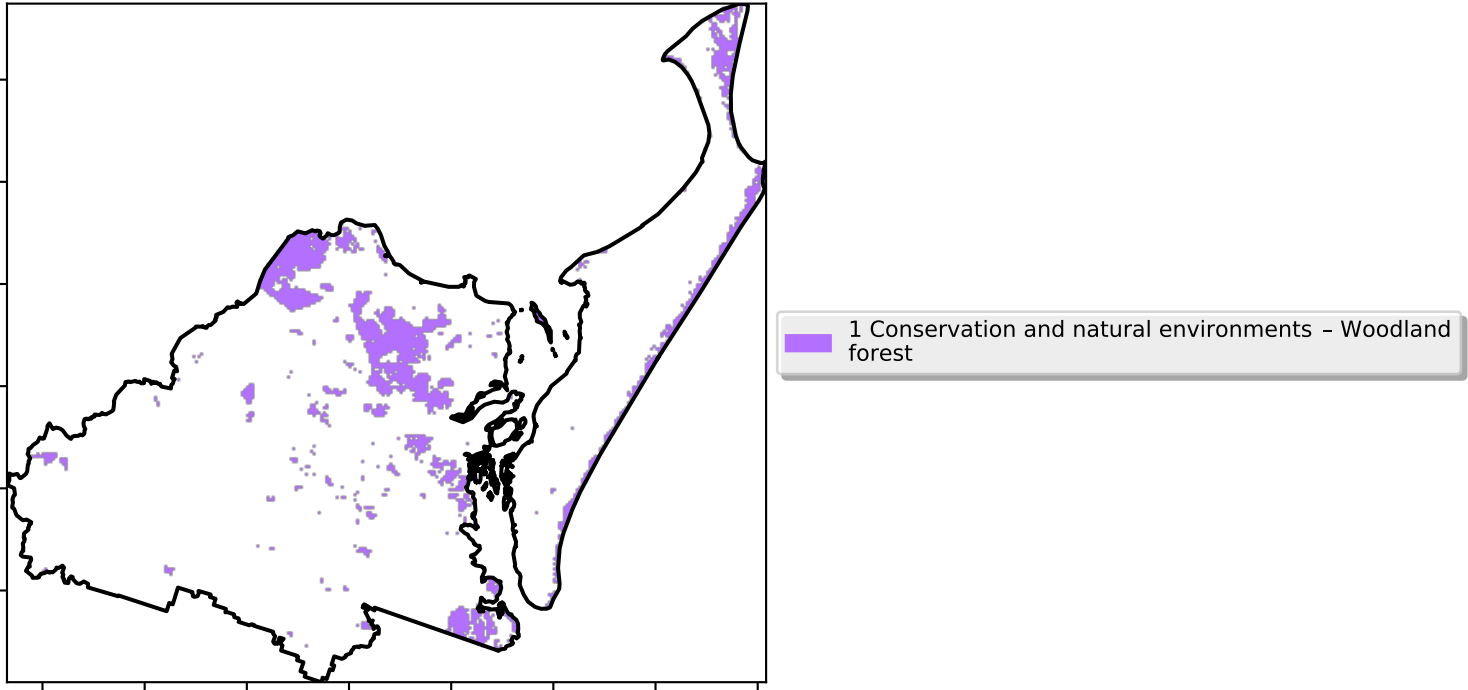 1 Conservation and natural environments – Woodland
forest